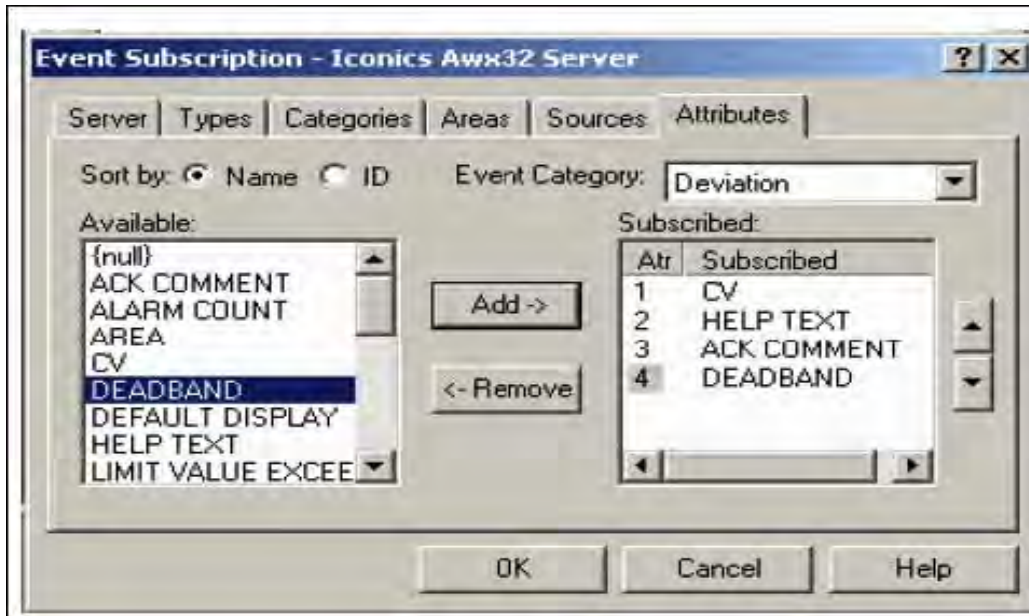 Event Subscription - Iconics Awx32 Server
Server Types Categories Areas Sources Attributes
Sort by: Name ID Event Category: Deviation
Available:
{null}
ACK COMMENT
ALARM COUNT
AREA
CV
DEADBAND
DEFAULT DISPLAY
HELP TEXT
LIMIT VALUE EXCEE
Add ->
<- Remove
Subscribed:
Atr Subscribed
1 CV
2 HELP TEXT
3 ACK COMMENT
4 DEADBAND
OK Cancel Help